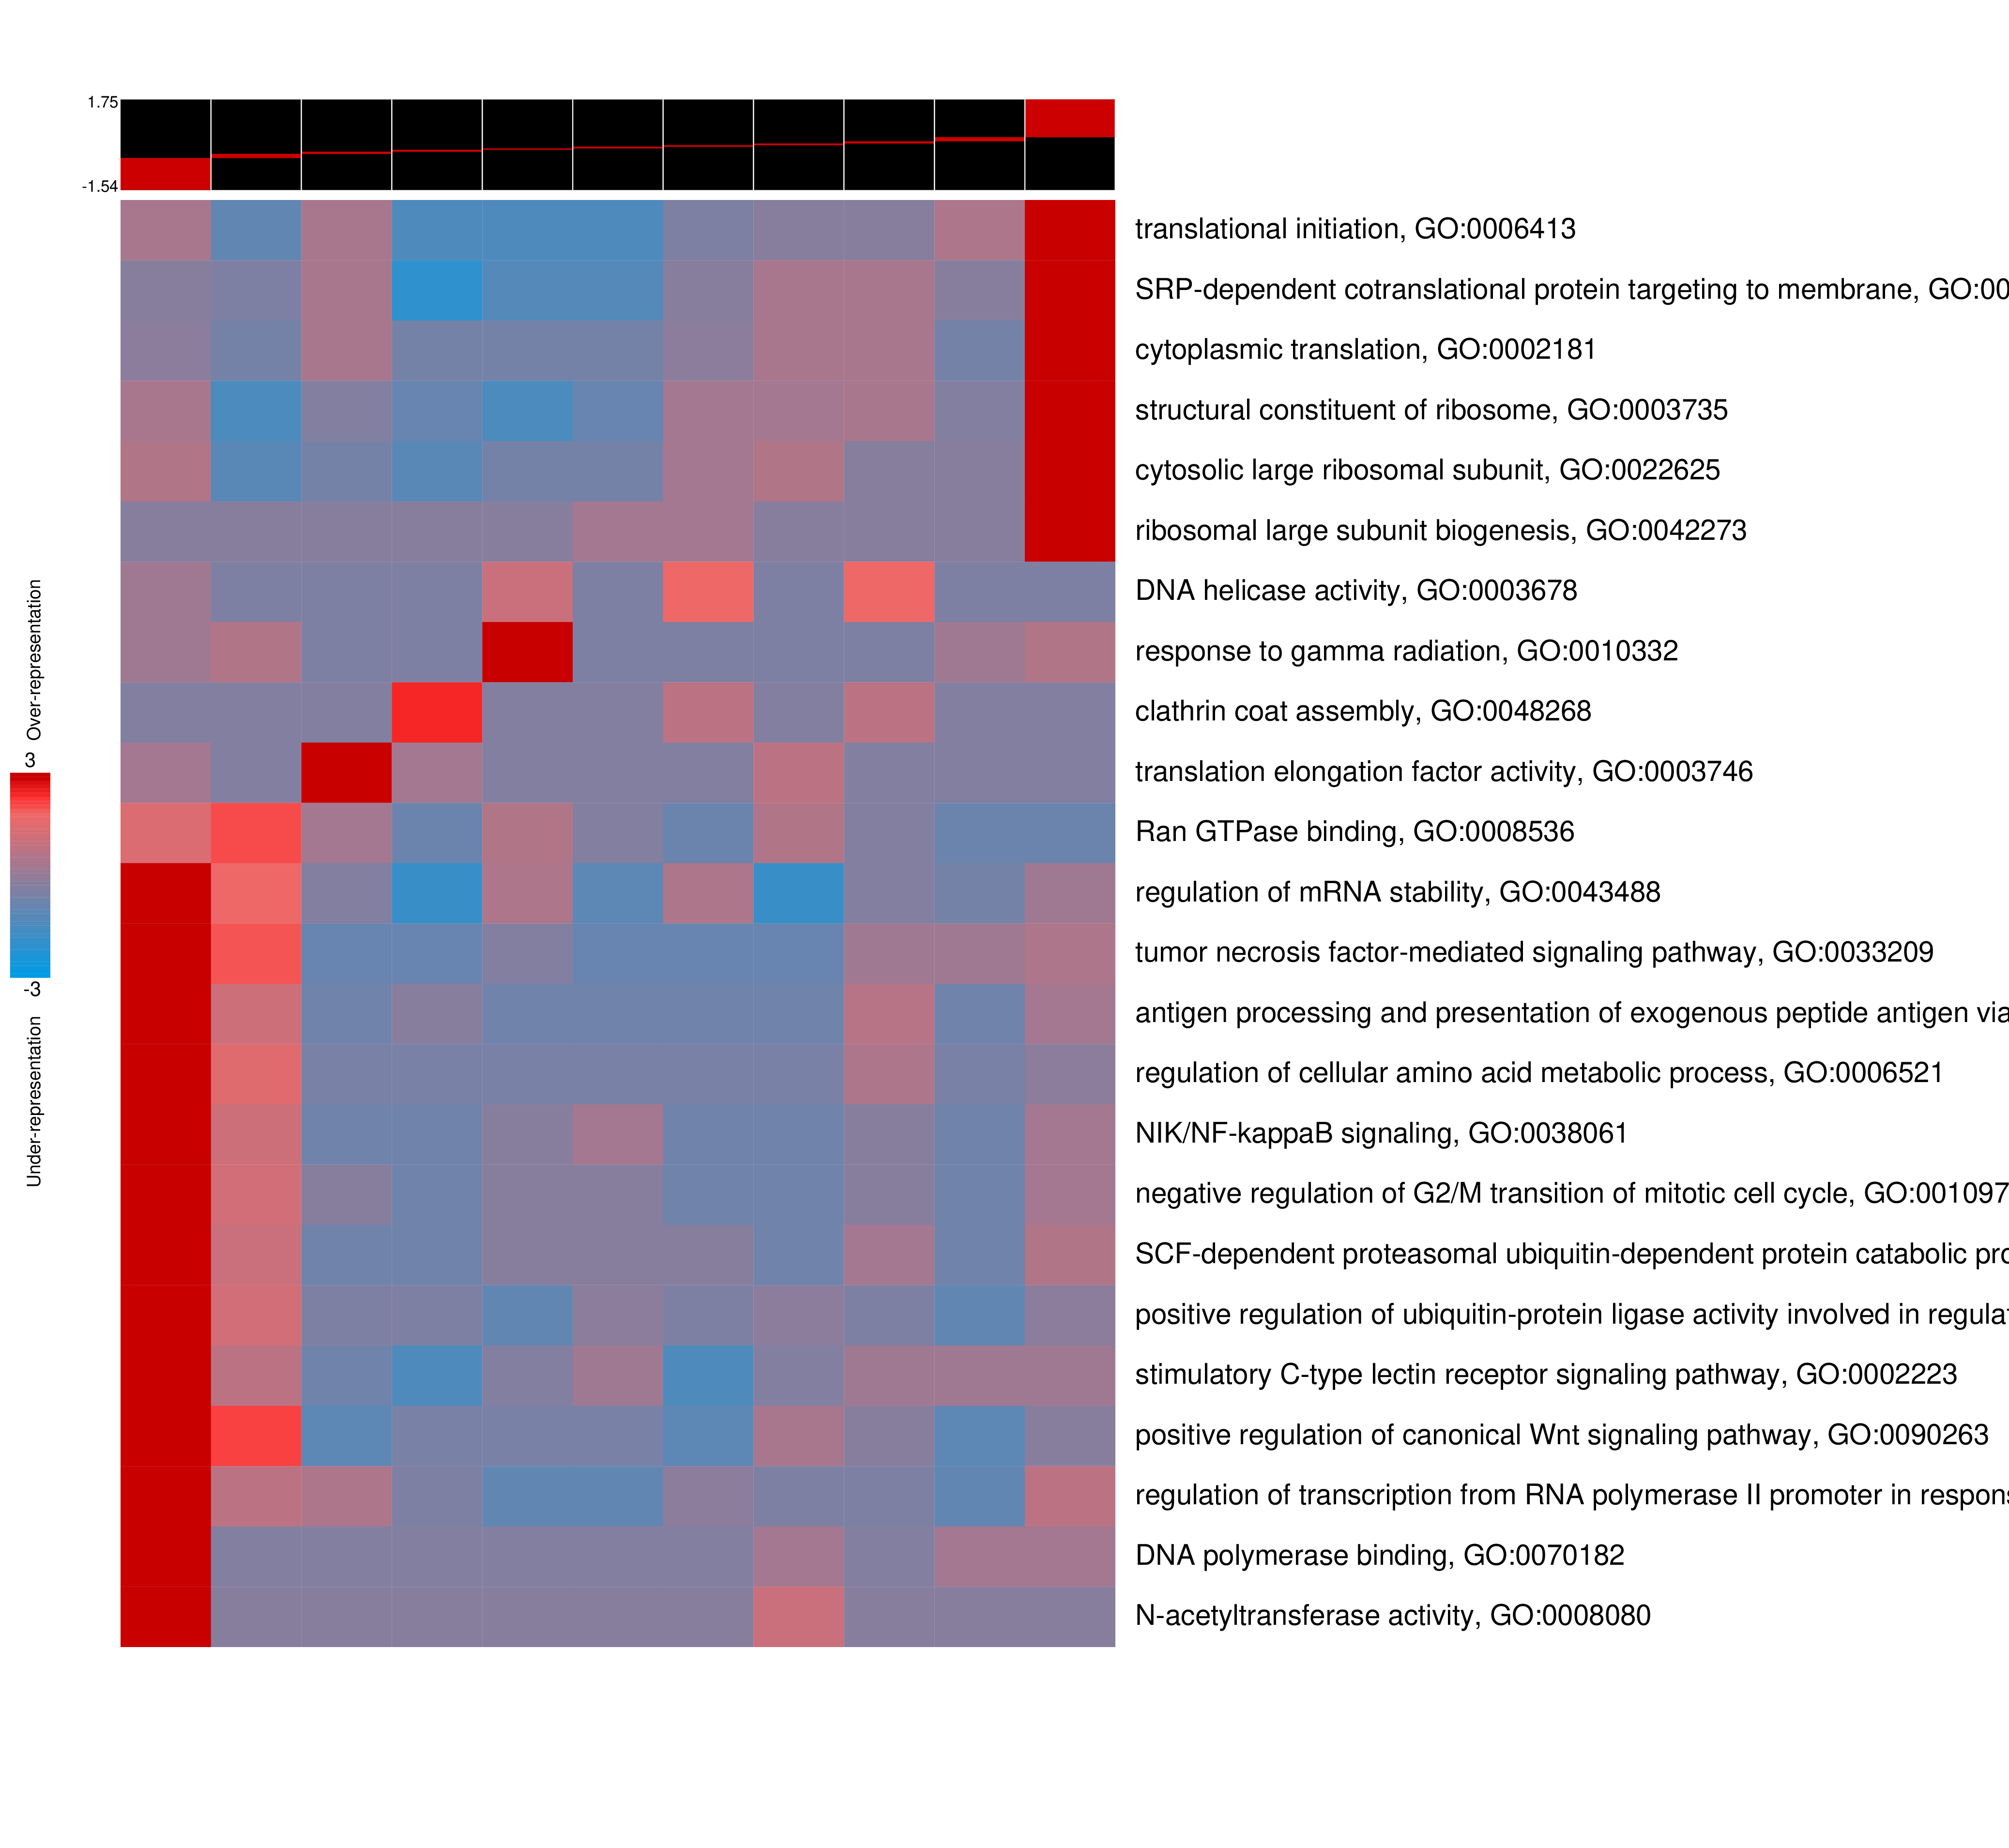 1.75
-1.54
translational initiation, GO:0006413
SRP-dependent cotranslational protein targeting to membrane, GO:00
cytoplasmic translation, GO:0002181
structural constituent of ribosome, GO:0003735
cytosolic large ribosomal subunit, GO:0022625
ribosomal large subunit biogenesis, GO:0042273
DNA helicase activity, GO:0003678
response to gamma radiation, GO:0010332
clathrin coat assembly, GO:0048268
translation elongation factor activity, GO:0003746
Ran GTPase binding, GO:0008536
regulation of mRNA stability, GO:0043488
tumor necrosis factor-mediated signaling pathway, GO:0033209
antigen processing and presentation of exogenous peptide antigen via
regulation of cellular amino acid metabolic process, GO:0006521
NIK/NF-kappaB signaling, GO:0038061
negative regulation of G2/M transition of mitotic cell cycle, GO:001097
SCF-dependent proteasomal ubiquitin-dependent protein catabolic pro
positive regulation of ubiquitin-protein ligase activity involved in regula
stimulatory C-type lectin receptor signaling pathway, GO:0002223
positive regulation of canonical Wnt signaling pathway, GO:0090263
regulation of transcription from RNA polymerase II promoter in respons
DNA polymerase binding, GO:0070182
N-acetyltransferase activity, GO:0008080
Over-representation
3
-3
Under-representation